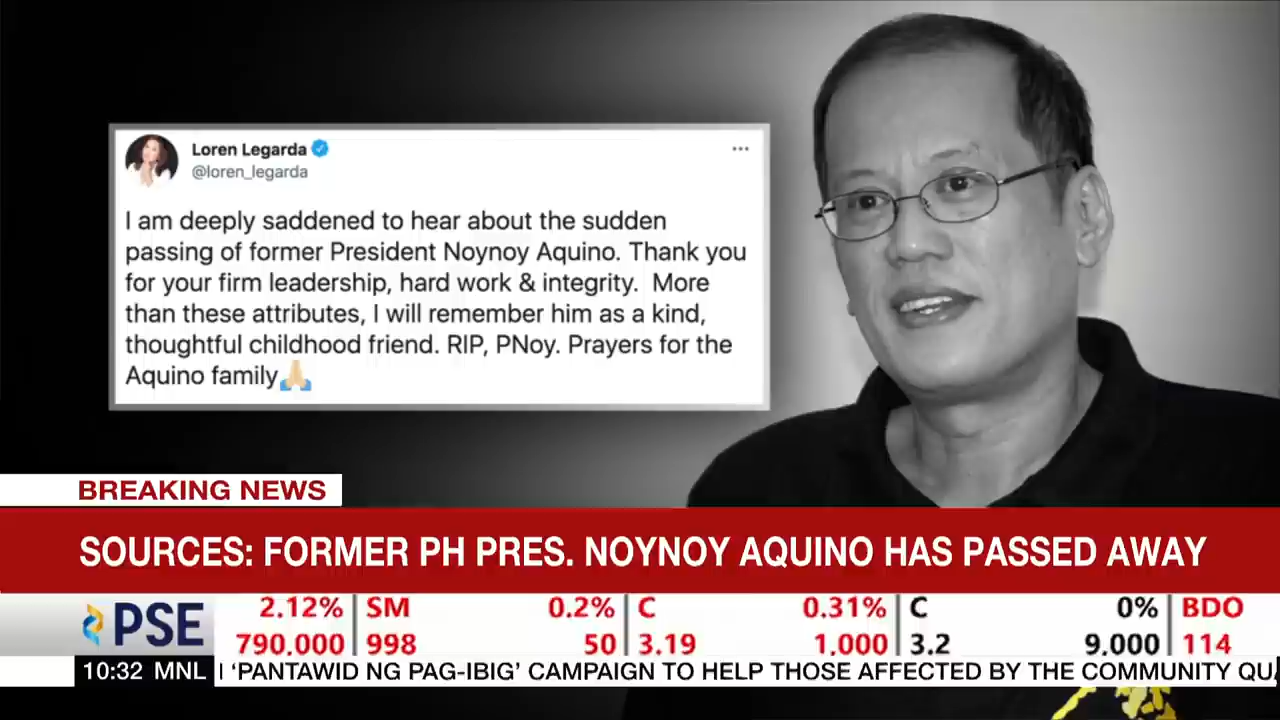 Loren Legarda
@loren_legarda
I am deeply saddened to hear about the sudden
passing of former President Noynoy Aquino. Thank you
for your firm leadership, hard work & integrity.  More
than these attributes, I will remember him as a kind,
thoughtful childhood friend. RIP, PNoy. Prayers for the
Aquino family🙏🏼
BREAKING NEWS
SOURCES: FORMER PH PRES. NOYNOY AQUINO HAS PASSED AWAY
PSE
2.12% SM 0.2% C 0.31% C 0% BDO
790,000 998 50 3.19 1,000 3.2 9,000 114
10:32 MNL 'PANTAWID NG PAG-IBIG' CAMPAIGN TO HELP THOSE AFFECTED BY THE COMMUNITY